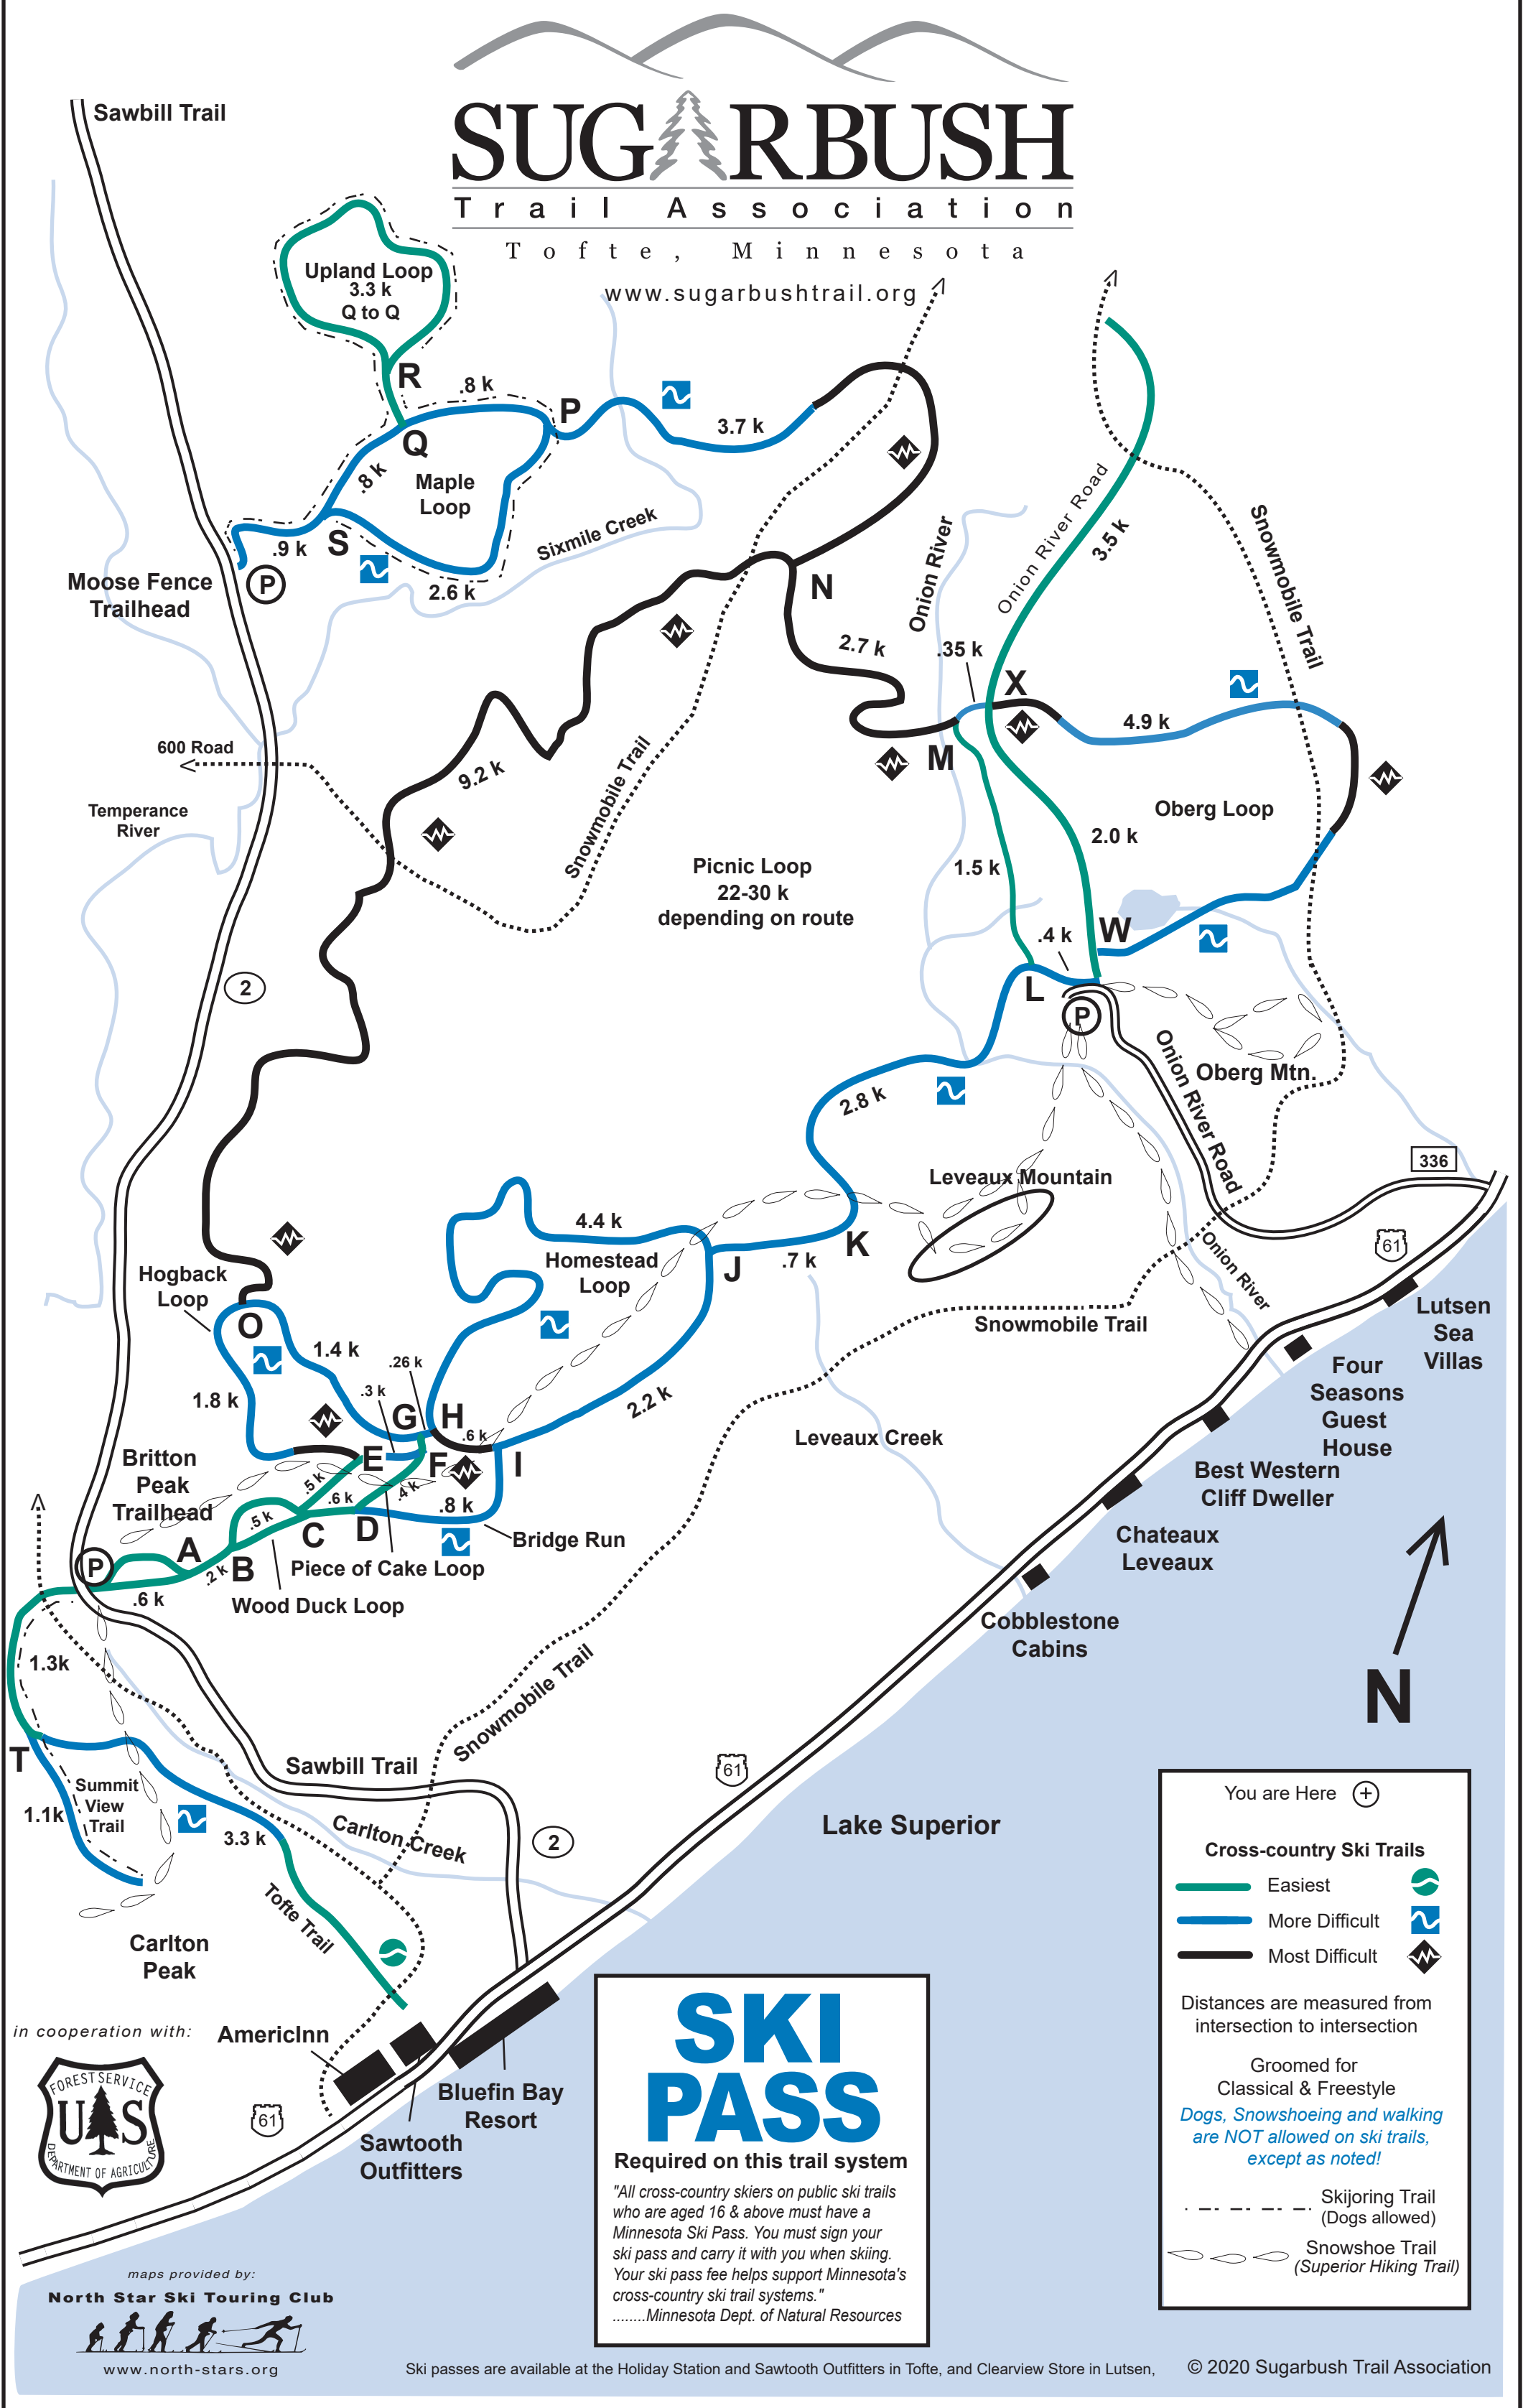 SUGARBUSH
Trail Association
Tofte, Minnesota
www.sugarbushtrail.org
Sawbill Trail
Upland Loop
3.3 k
Q to Q
R
.8 k
P
3.7 k
Q
.8 k
Maple
Loop
.9 k
S
2.6 k
Sixmile Creek
Moose Fence
Trailhead
P
N
2.7 k
Onion River
Onion River Road
3.5 k
Snowmobile Trail
.35 k
X
M
4.9 k
Oberg Loop
600 Road
9.2 k
Snowmobile Trail
Temperance
River
Picnic Loop
22-30 k
depending on route
1.5 k
2.0 k
.4 k
W
L
P
2
Onion River Road
Oberg Mtn.
2.8 k
336
Leveaux Mountain
4.4 k
Homestead
Loop
J
.7 k
K
Onion River
61
Hogback
Loop
O
1.4 k
1.8 k
.26 k
.3 k
G
H
.6 k
E
F
I
2.2 k
Snowmobile Trail
Lutsen
Sea
Villas
Four
Seasons
Guest
House
Leveaux Creek
Best Western
Cliff Dweller
Britton
Peak
Trailhead
.5 k
.6 k
.4 k
.8 k
.5 k
Bridge Run
Chateaux
Leveaux
P
A
B
C
D
.2 k
.6 k
Piece of Cake Loop
Wood Duck Loop
Cobblestone
Cabins
N
1.3k
T
Summit
View
Trail
1.1k
3.3 k
Sawbill Trail
Snowmobile Trail
61
Carlton Creek
2
Lake Superior
Tofte Trail
Carlton
Peak
You are Here
Cross-country Ski Trails
Easiest
More Difficult
Most Difficult
Distances are measured from
intersection to intersection
Groomed for
Classical & Freestyle
Dogs, Snowshoeing and walking
are NOT allowed on ski trails,
except as noted!
Skijoring Trail
(Dogs allowed)
Snowshoe Trail
(Superior Hiking Trail)
in cooperation with:
FOREST SERVICE
U S
DEPARTMENT OF AGRICULTURE
AmericInn
61
Bluefin Bay
Resort
Sawtooth
Outfitters
SKI
PASS
Required on this trail system
"All cross-country skiers on public ski trails
who are aged 16 & above must have a
Minnesota Ski Pass. You must sign your
ski pass and carry it with you when skiing.
Your ski pass fee helps support Minnesota's
cross-country ski trail systems."
........Minnesota Dept. of Natural Resources
maps provided by:
North Star Ski Touring Club
www.north-stars.org
Ski passes are available at the Holiday Station and Sawtooth Outfitters in Tofte, and Clearview Store in Lutsen,
© 2020 Sugarbush Trail Association